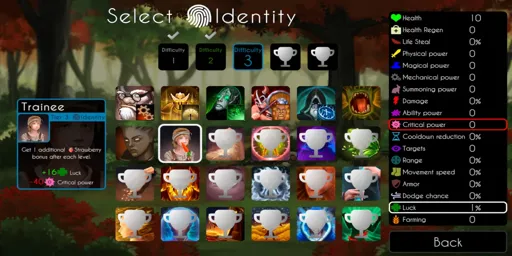 Select Identity
Difficulty
1
Difficulty
2
Difficulty
3
Trainee
Tier 3 Identity
Get 1 additional Strawberry
bonus after each level.
+16 Luck
-40 Critical power
Health 10
Health Regen 0
Life Steal 0%
Physical power 0
Magical power 0
Mechanical power 0
Summoning power 0
Damage 0%
Ability power 0
Critical power 0
Cooldown reduction 0%
Targets 0
Range 0%
Movement speed 0%
Armor 0%
Dodge chance 0%
Luck 1%
Farming 0
Back